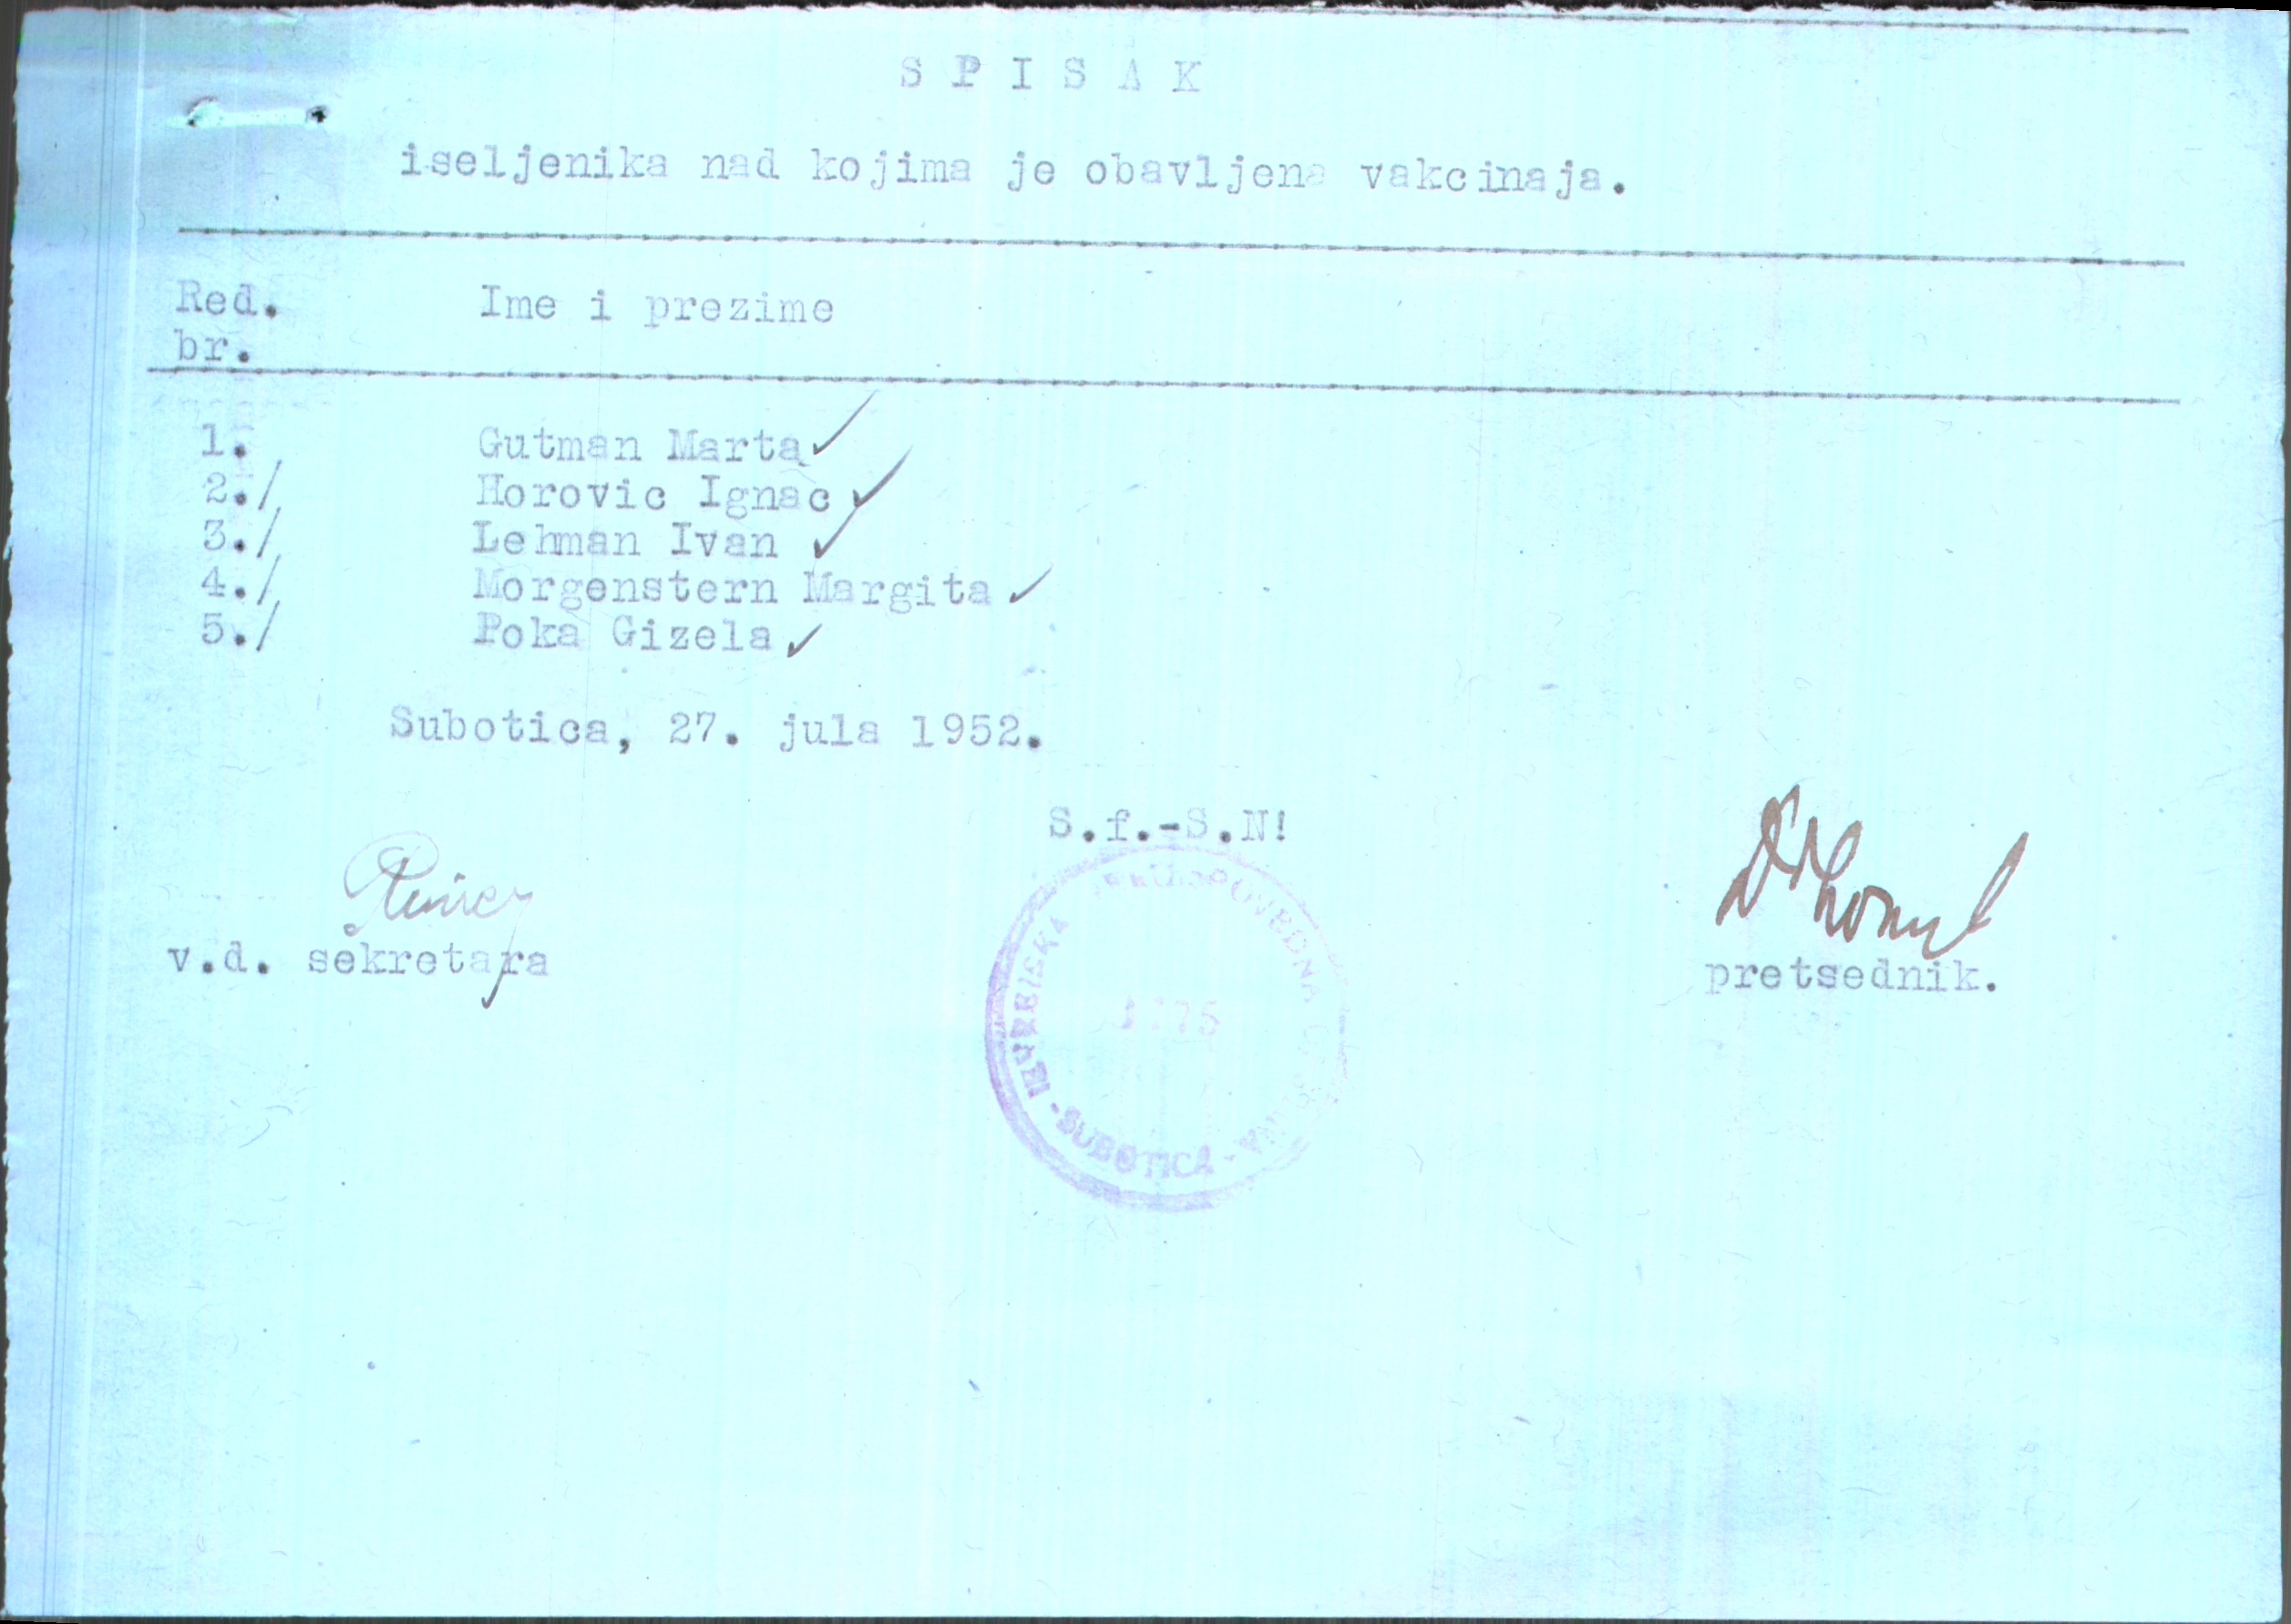 S P I S A K
iseljenika nad kojima je obavljena vakcinaja.
Red. Ime i prezime
br.
1. Gutman Marta
2./ Horovic Ignac
3./ Lehman Ivan
4./ Morgenstern Margita
5./ Poka Gizela
Subotica, 27. jula 1952.
S.f.-S.N!
v.d. sekretara
pretsednik.
JEVREJSKA
SUBOTICA